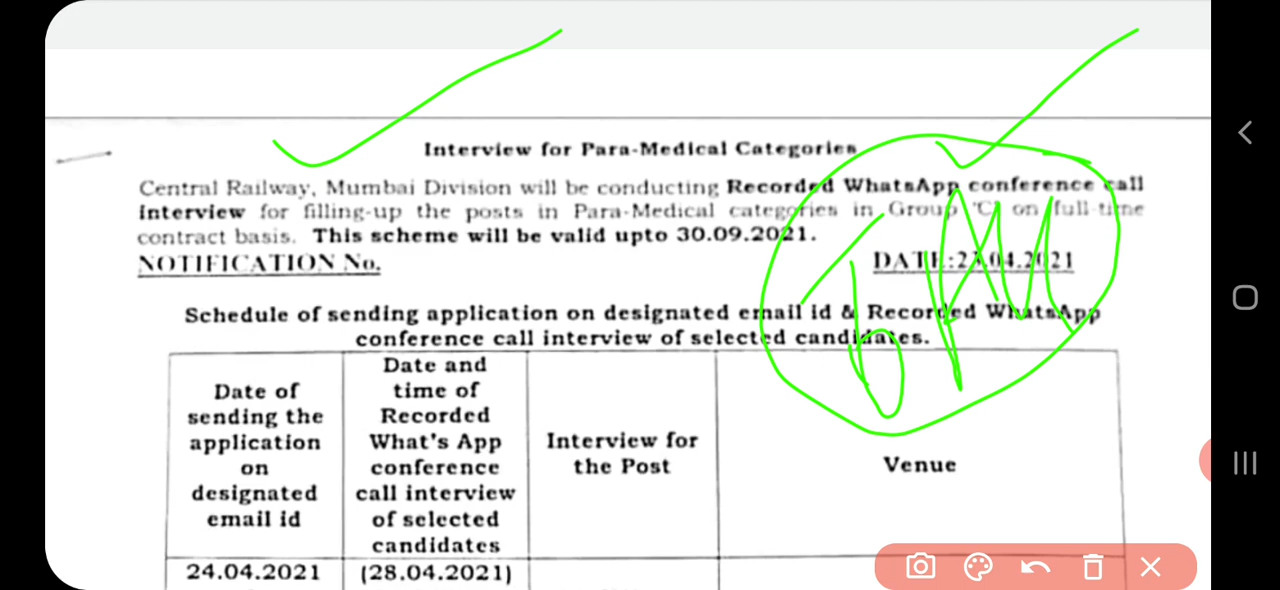 Interview for Para-Medical Categories
Central Railway, Mumbai Division will be conducting Recorded WhatsApp conference call
interview for filling-up the posts in Para-Medical categories in Group 'C' on full-time
contract basis. This scheme will be valid upto 30.09.2021.
NOTIFICATION No.
DATE:23.04.2021
Schedule of sending application on designated email id & Recorded WhatsApp
conference call interview of selected candidates.
Date of
sending the
application
on
designated
email id
Date and
time of
Recorded
What's App
conference
call interview
of selected
candidates
Interview for
the Post
Venue
24.04.2021
(28.04.2021)